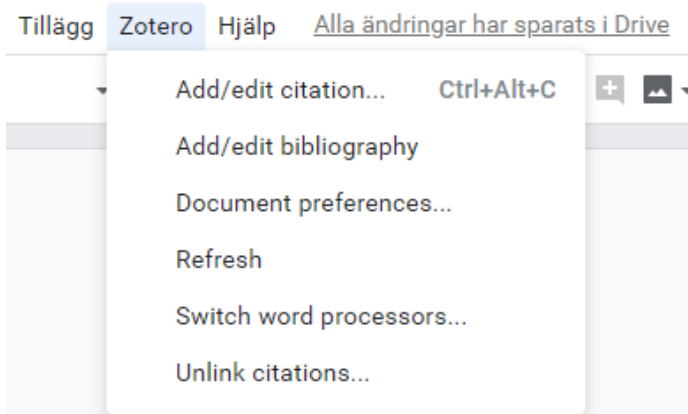 Tillägg Zotero Hjälp Alla ändringar har sparats i Drive
Add/edit citation... Ctrl+Alt+C
Add/edit bibliography
Document preferences...
Refresh
Switch word processors...
Unlink citations...